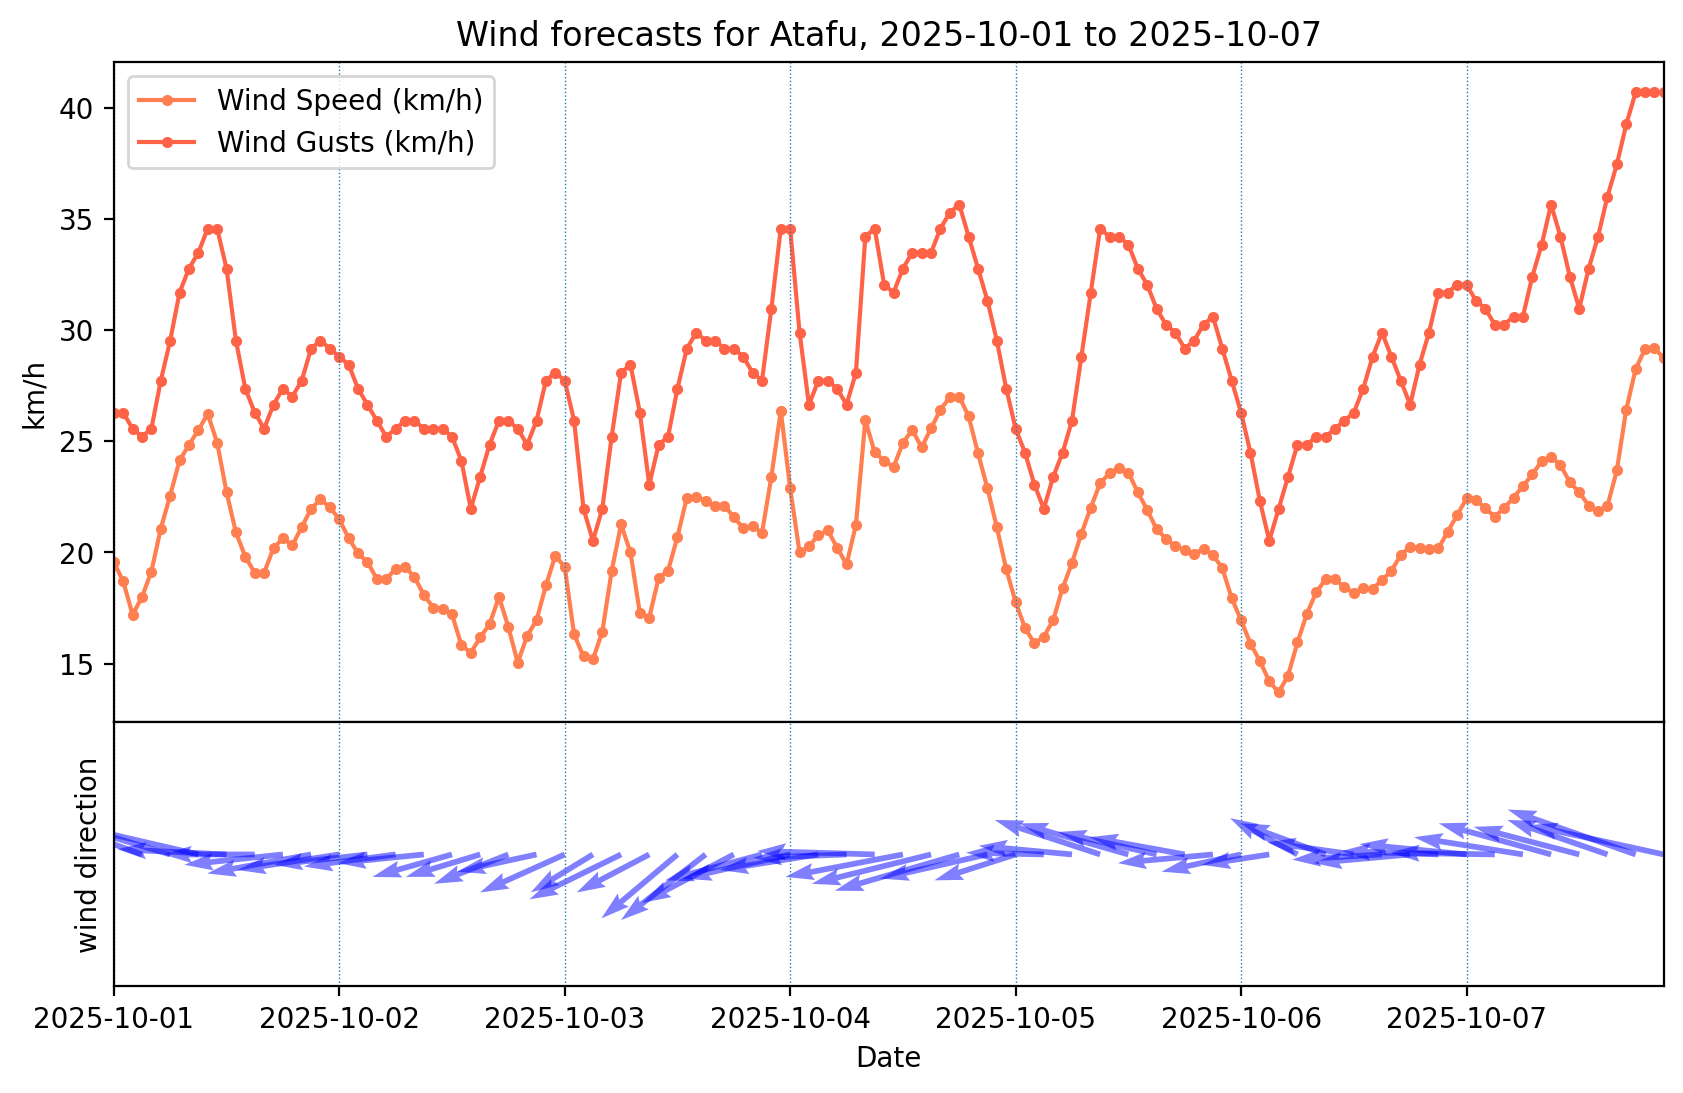 Wind forecasts for Atafu, 2025-10-01 to 2025-10-07
Wind Speed (km/h)
Wind Gusts (km/h)
40
35
30
25
20
15
km/h
wind direction
2025-10-01
2025-10-02
2025-10-03
2025-10-04
2025-10-05
2025-10-06
2025-10-07
Date